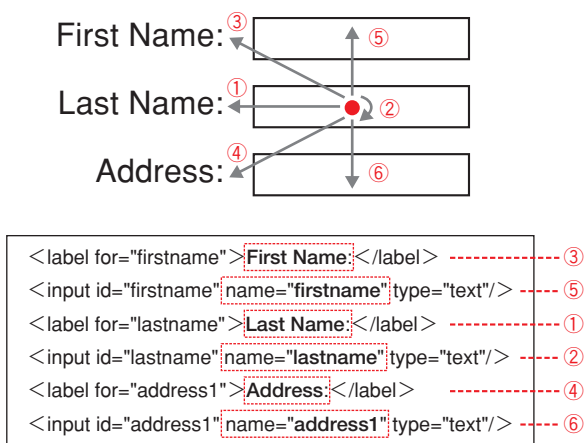 First Name: ③ ⑤
Last Name: ① ②
Address: ④ ⑥
<label for="firstname">First Name:</label> ③
<input id="firstname" name="firstname" type="text"/> ⑤
<label for="lastname">Last Name:</label> ①
<input id="lastname" name="lastname" type="text"/> ②
<label for="address1">Address:</label> ④
<input id="address1" name="address1" type="text"/> ⑥